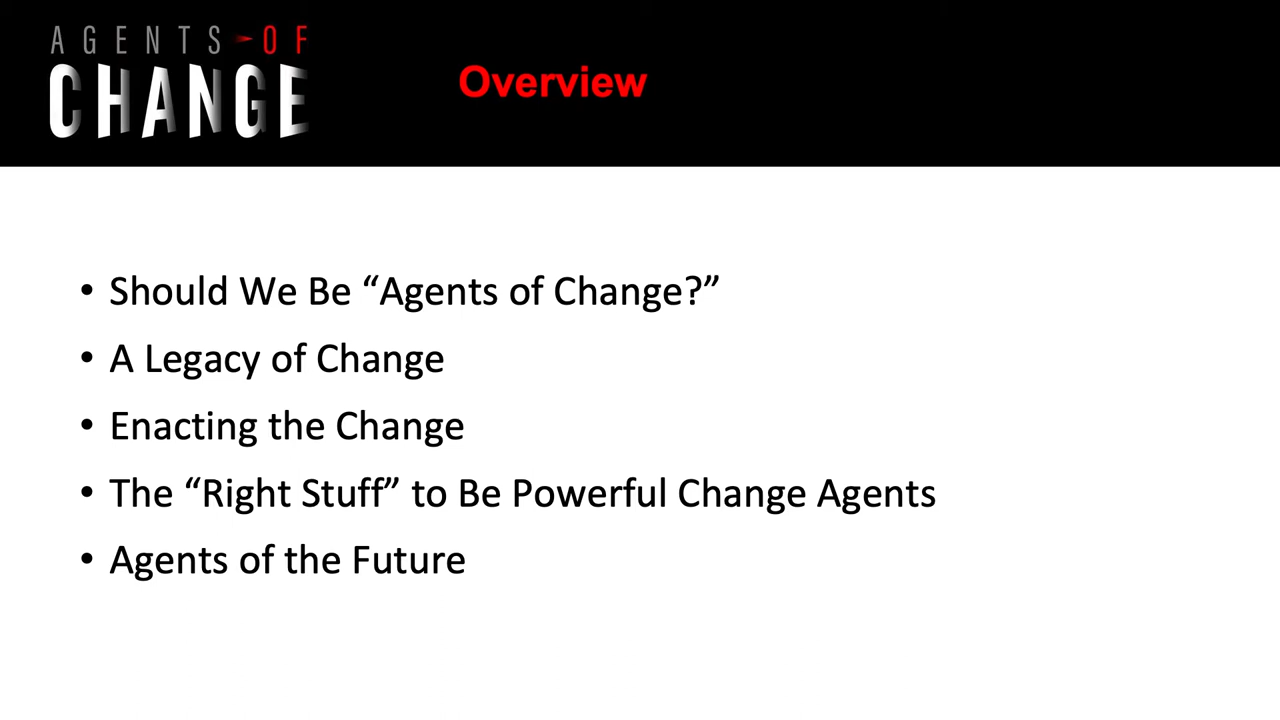 AGENTS OF
CHANGE
Overview
• Should We Be “Agents of Change?”
• A Legacy of Change
• Enacting the Change
• The “Right Stuff” to Be Powerful Change Agents
• Agents of the Future